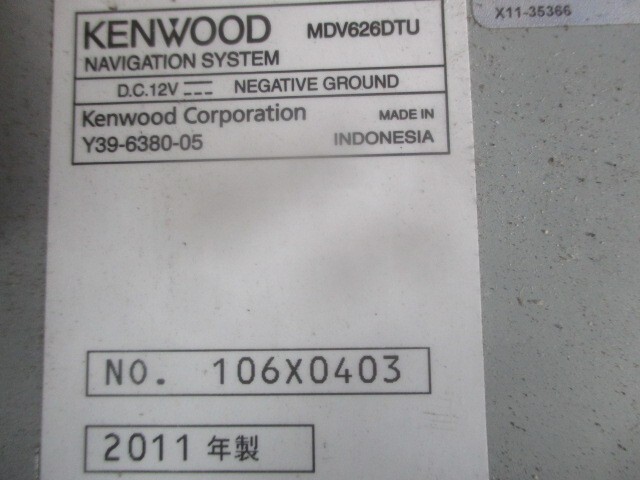 X11-35366
KENWOOD MDV626DTU
NAVIGATION SYSTEM
D.C.12V ⎓ NEGATIVE GROUND
Kenwood Corporation MADE IN
Y39-6380-05 INDONESIA
NO. 106X0403
2011 年製